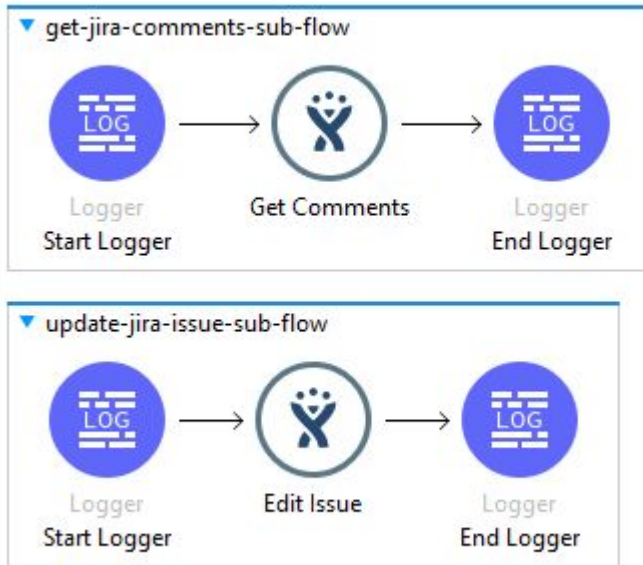 get-jira-comments-sub-flow
LOG
LOG
Logger
Get Comments
Logger
Start Logger
End Logger
update-jira-issue-sub-flow
LOG
LOG
Logger
Edit Issue
Logger
Start Logger
End Logger